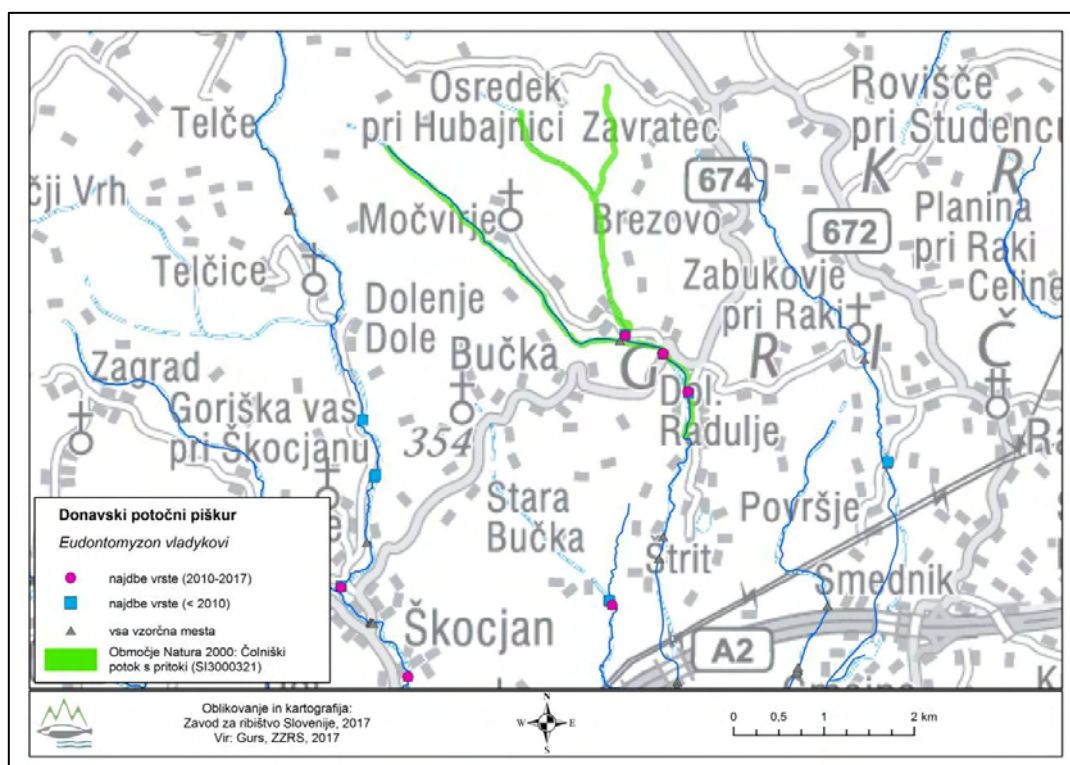 Osredek
pri Hubajnici
Telče
Zavratec
Rovišče
pri Studencu
674
K
R
čji Vrh
Močvirje
Brezovo
672
Planina
pri Raki
Celine
Telčice
Zabukovje
pri Raki
Dolenje
Dole
Bučka
G
R
I
Č
Zagrad
Dol.
Radulje
Goriška vas
pri Škocjanu
354
Stara
Bučka
Površje
Štrit
Smednik
Škocjan
A2
Donavski potočni piškur
Eudontomyzon vladykovi
najdbe vrste (2010-2017)
najdbe vrste (< 2010)
vsa vzorčna mesta
Območje Natura 2000: Čolniški
potok s pritoki (SI3000321)
Oblikovanje in kartografija:
Zavod za ribištvo Slovenije, 2017
Vir: Gurs, ZZRS, 2017
N
W
E
S
0 0,5 1 2 km